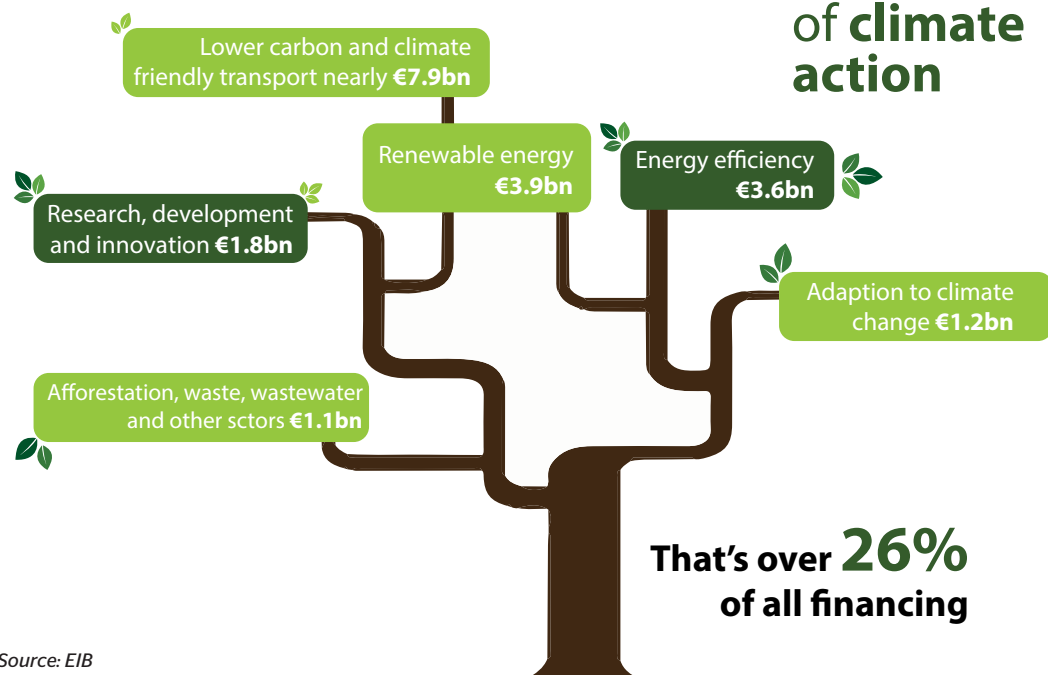 of climate
action
Lower carbon and climate
friendly transport nearly €7.9bn
Renewable energy
€3.9bn
Energy efficiency
€3.6bn
Research, development
and innovation €1.8bn
Adaption to climate
change €1.2bn
Afforestation, waste, wastewater
and other sctors €1.1bn
That's over 26%
of all financing
Source: EIB